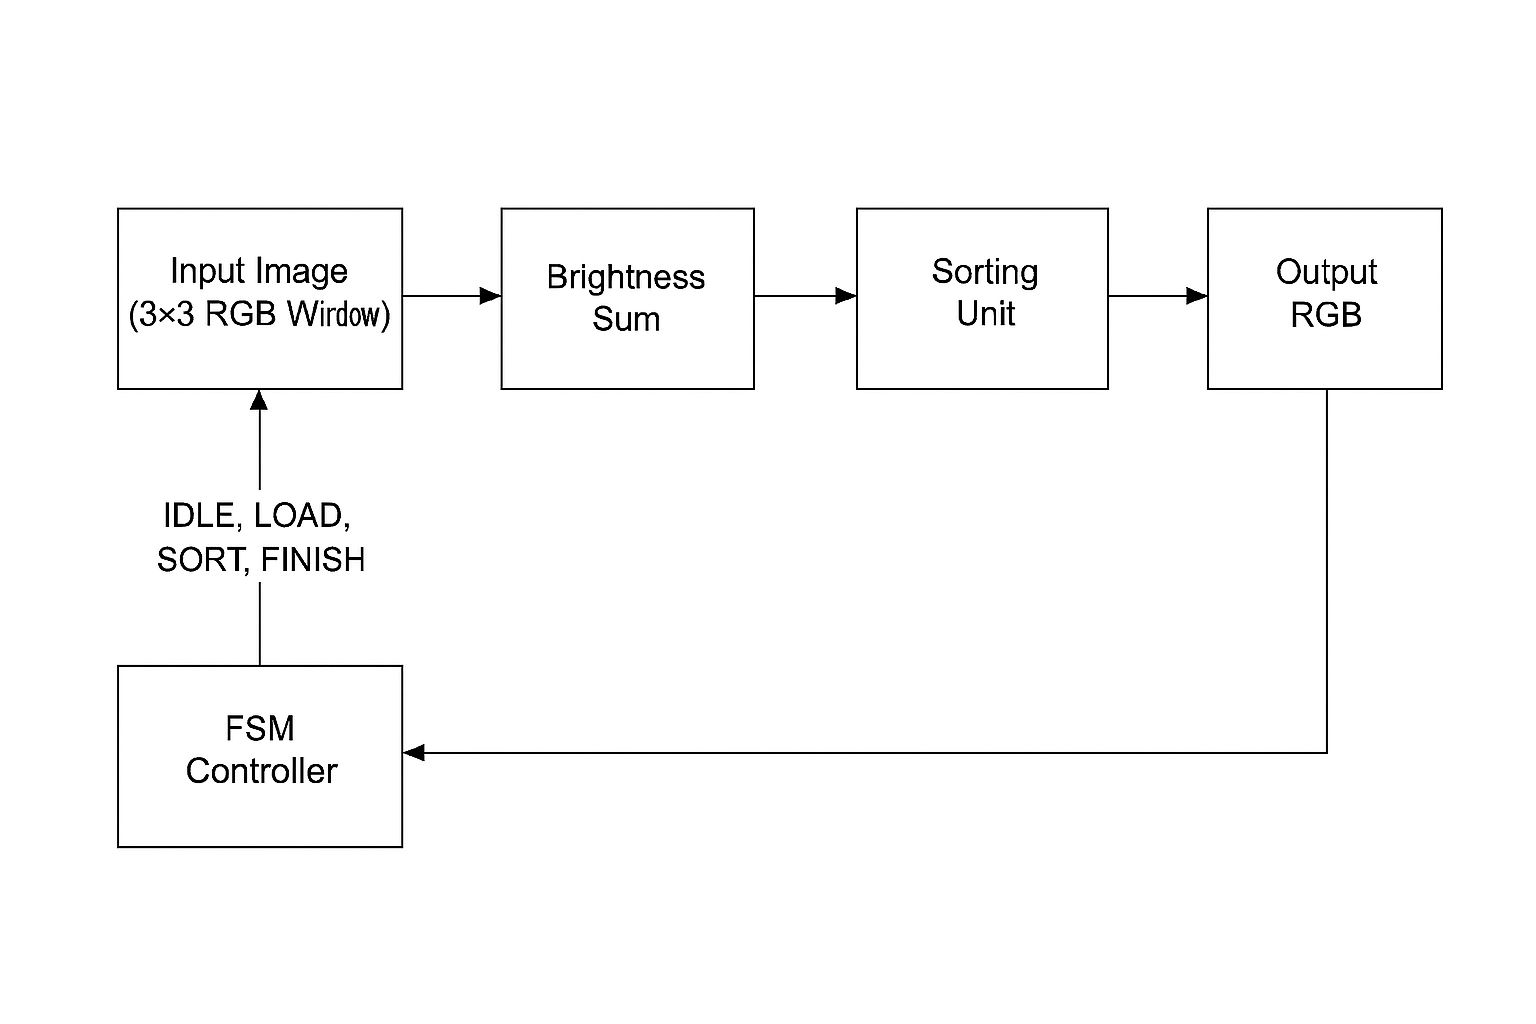 Input Image
(3×3 RGB Wirdow)
Brightness
Sum
Sorting
Unit
Output
RGB
IDLE, LOAD,
SORT, FINISH
FSM
Controller